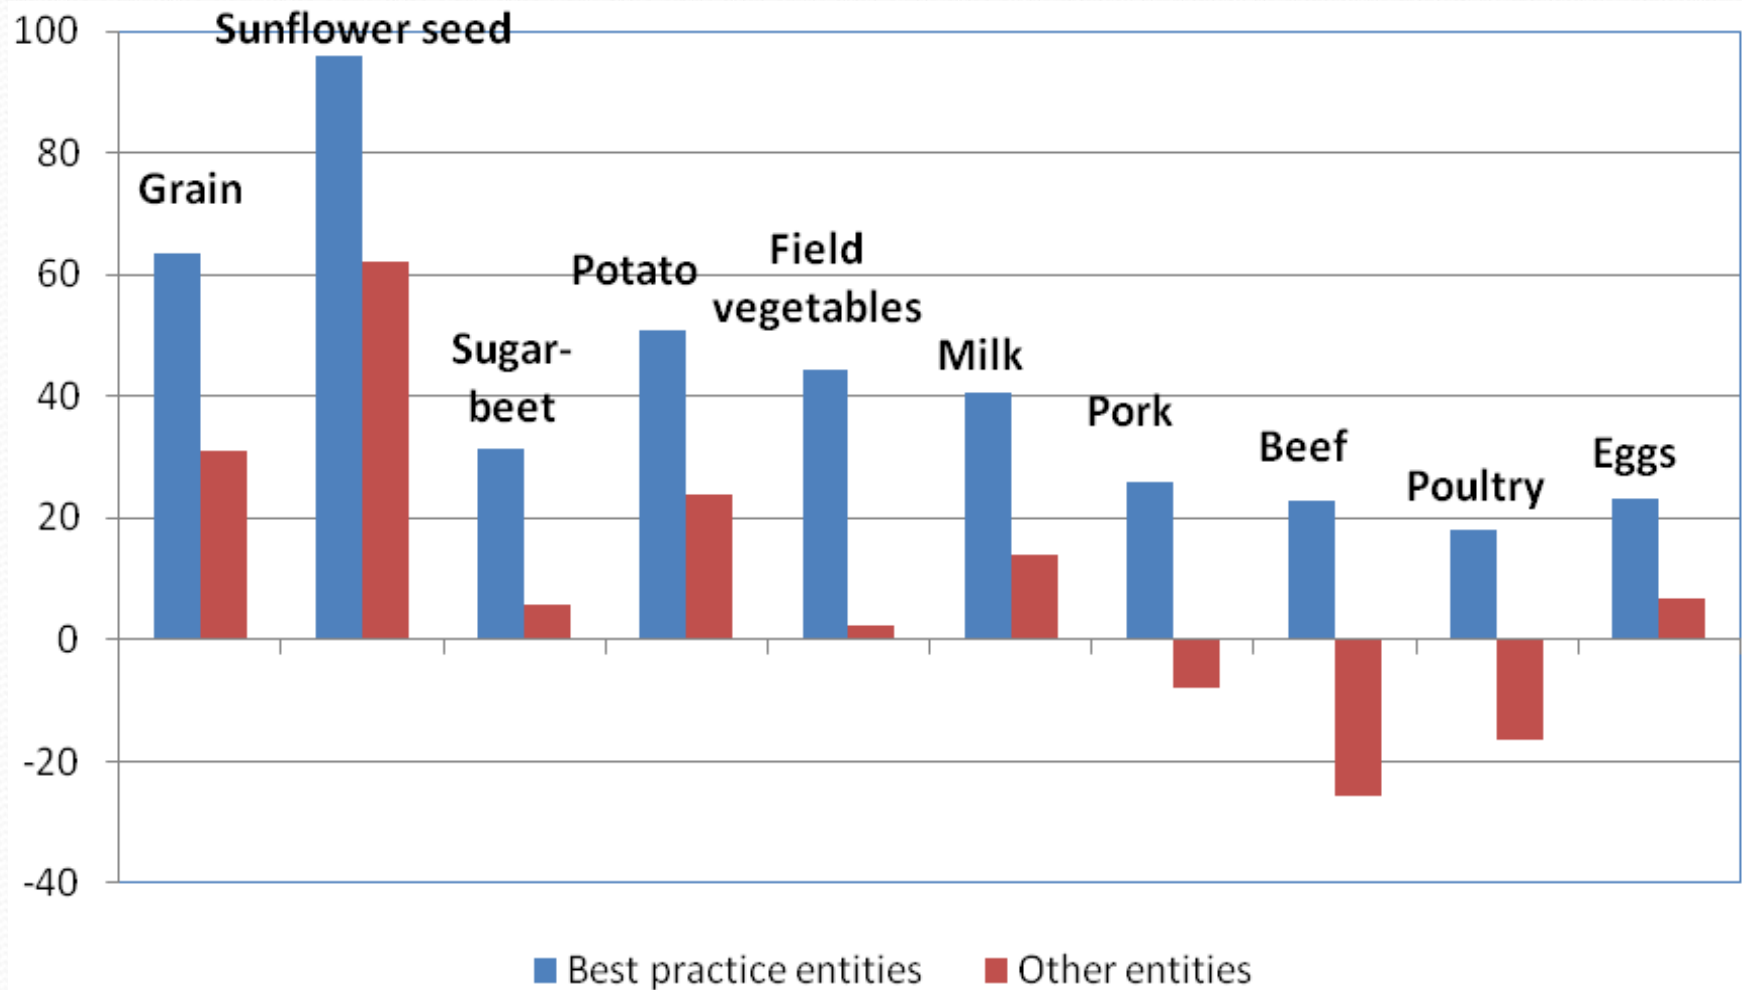 100
80
60
40
20
0
-20
-40
Sunflower seed
Grain
Sugar-
beet
Potato
Field
vegetables
Milk
Pork
Beef
Poultry
Eggs
Best practice entities
Other entities